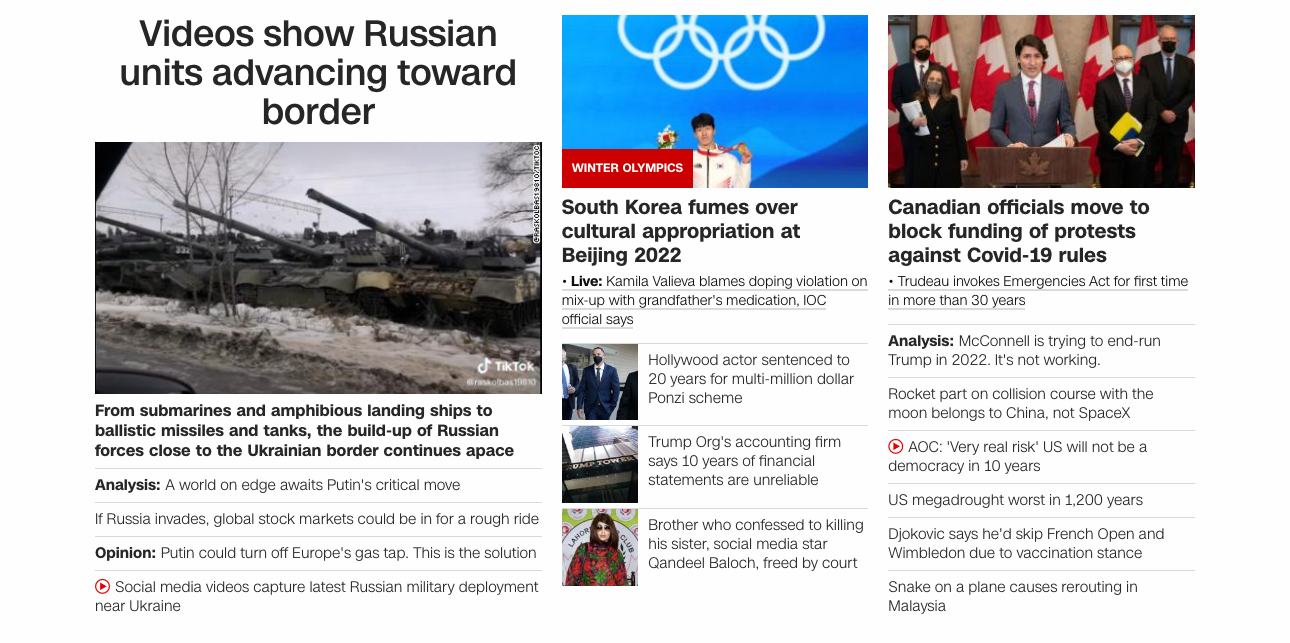 Videos show Russian
units advancing toward
border
@RASKOLBAS19810/TIKTOK
TikTok
@raskolbas19810
From submarines and amphibious landing ships to
ballistic missiles and tanks, the build-up of Russian
forces close to the Ukrainian border continues apace
Analysis: A world on edge awaits Putin's critical move
If Russia invades, global stock markets could be in for a rough ride
Opinion: Putin could turn off Europe's gas tap. This is the solution
Social media videos capture latest Russian military deployment
near Ukraine
WINTER OLYMPICS
South Korea fumes over
cultural appropriation at
Beijing 2022
• Live: Kamila Valieva blames doping violation on
mix-up with grandfather's medication, IOC
official says
Hollywood actor sentenced to
20 years for multi-million dollar
Ponzi scheme
UMP TOWER
Trump Org's accounting firm
says 10 years of financial
statements are unreliable
LAHORE
CLUB
Brother who confessed to killing
his sister, social media star
Qandeel Baloch, freed by court
Canadian officials move to
block funding of protests
against Covid-19 rules
• Trudeau invokes Emergencies Act for first time
in more than 30 years
Analysis: McConnell is trying to end-run
Trump in 2022. It's not working.
Rocket part on collision course with the
moon belongs to China, not SpaceX
AOC: 'Very real risk' US will not be a
democracy in 10 years
US megadrought worst in 1,200 years
Djokovic says he'd skip French Open and
Wimbledon due to vaccination stance
Snake on a plane causes rerouting in
Malaysia